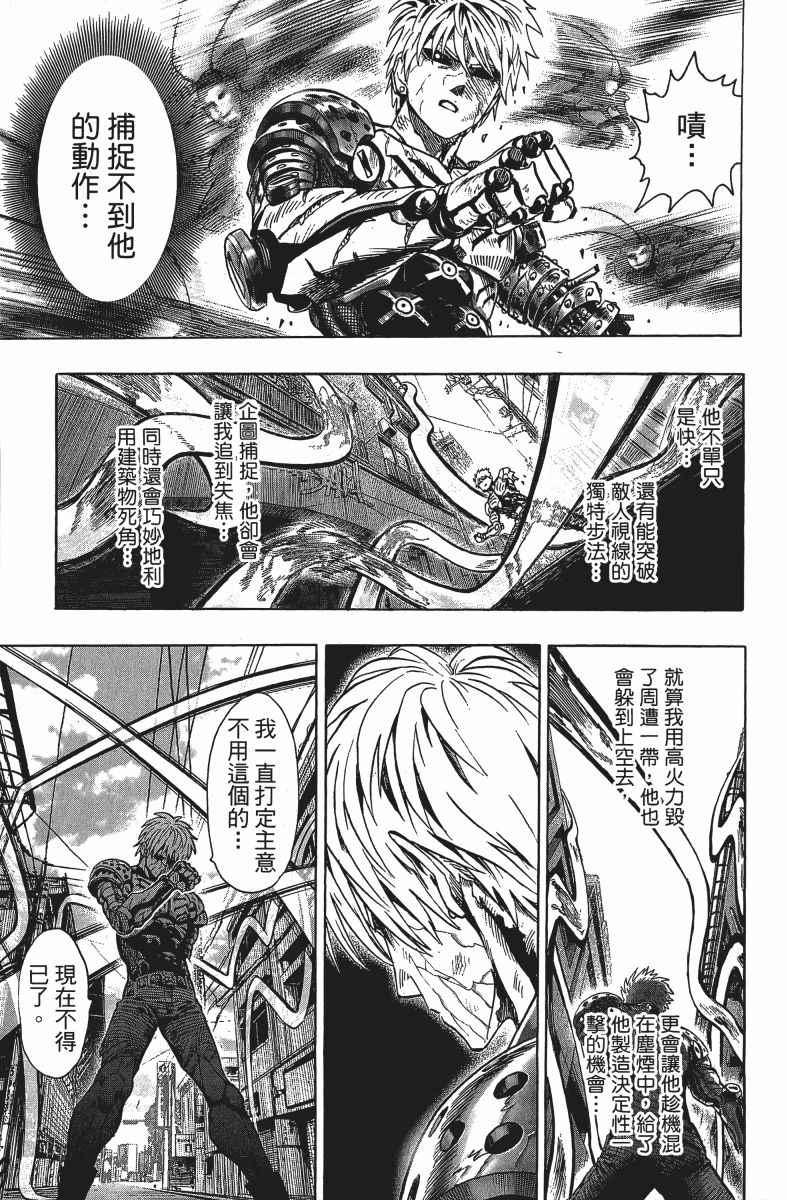 嘖…
捕捉不到他
的動作…
他不單只
是快…
還有能突破
敵人視線的
獨特步法…
企圖捕捉，他卻會
讓我追到失焦…
同時還會巧妙地利
用建築物死角…
就算我用高火力毀
了周遭一帶，他也
會躲到上空去，
更會讓他趁機混
在塵煙中，給了
他製造決定性一
擊的機會…
我一直打定主意
不用這個的…
現在不得
已了。